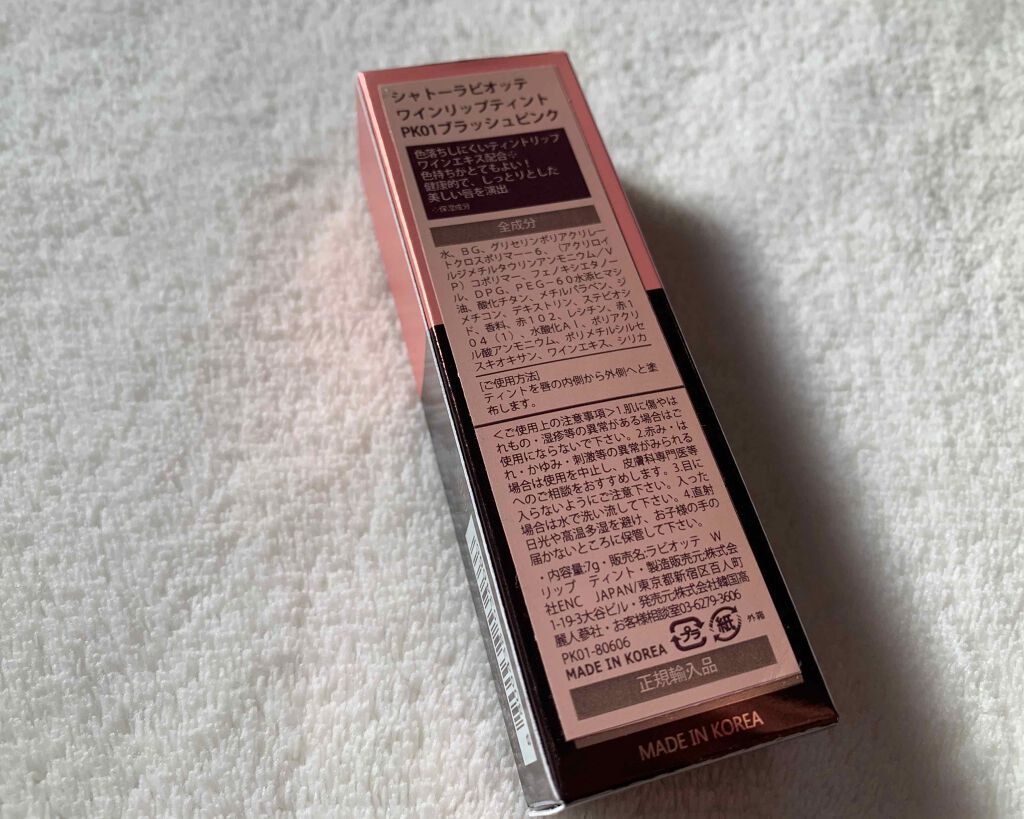 シャトーラビオッテ
ワインリップティント
PK01ブラッシュピンク
色落ちしにくいティントリップ
ワインエキス配合※
色持ちがとてもよい！
健康的で、しっとりとした
美しい唇を演出
※保湿成分
全成分
水、BG、グリセリンポリアクリレー
トクロスポリマー-6、（アクリロイ
ルジメチルタウリンアンモニウム/V
P）コポリマー、フェノキシエタノー
ル、DPG、PEG-60水添ヒマシ
油、酸化チタン、メチルパラベン、ジ
メチコン、デキストリン、ステビオシ
ド、香料、赤102、レシチン、赤1
04（1）、水酸化Al、ポリアクリ
ル酸アンモニウム、ポリメチルシルセ
スキオキサン、ワインエキス、シリカ
[ご使用方法]
ティントを唇の内側から外側へと塗
布します。
＜ご使用上の注意事項＞1.肌に傷やは
れもの・湿疹等の異常がある場合はご
使用にならないで下さい。2.赤み・は
れ・かゆみ・刺激等の異常がみられる
場合は使用を中止し、皮膚科専門医等
へのご相談をおすすめします。3.目に
入らないようにご注意下さい。入った
場合は水で洗い流して下さい。4.直射
日光や高温多湿を避け、お子様の手の
届かないところに保管して下さい。
・内容量:7g・販売名:ラビオッテ W
リップ ティント・製造販売元:株式会
社ENC JAPAN/東京都新宿区百人町
1-19-3大谷ビル・発売元:株式会社韓国高
麗人蔘社・お客様相談室03-6279-3606
PK01-80606
プラ
紙
外箱
MADE IN KOREA
正規輸入品
MADE IN KOREA